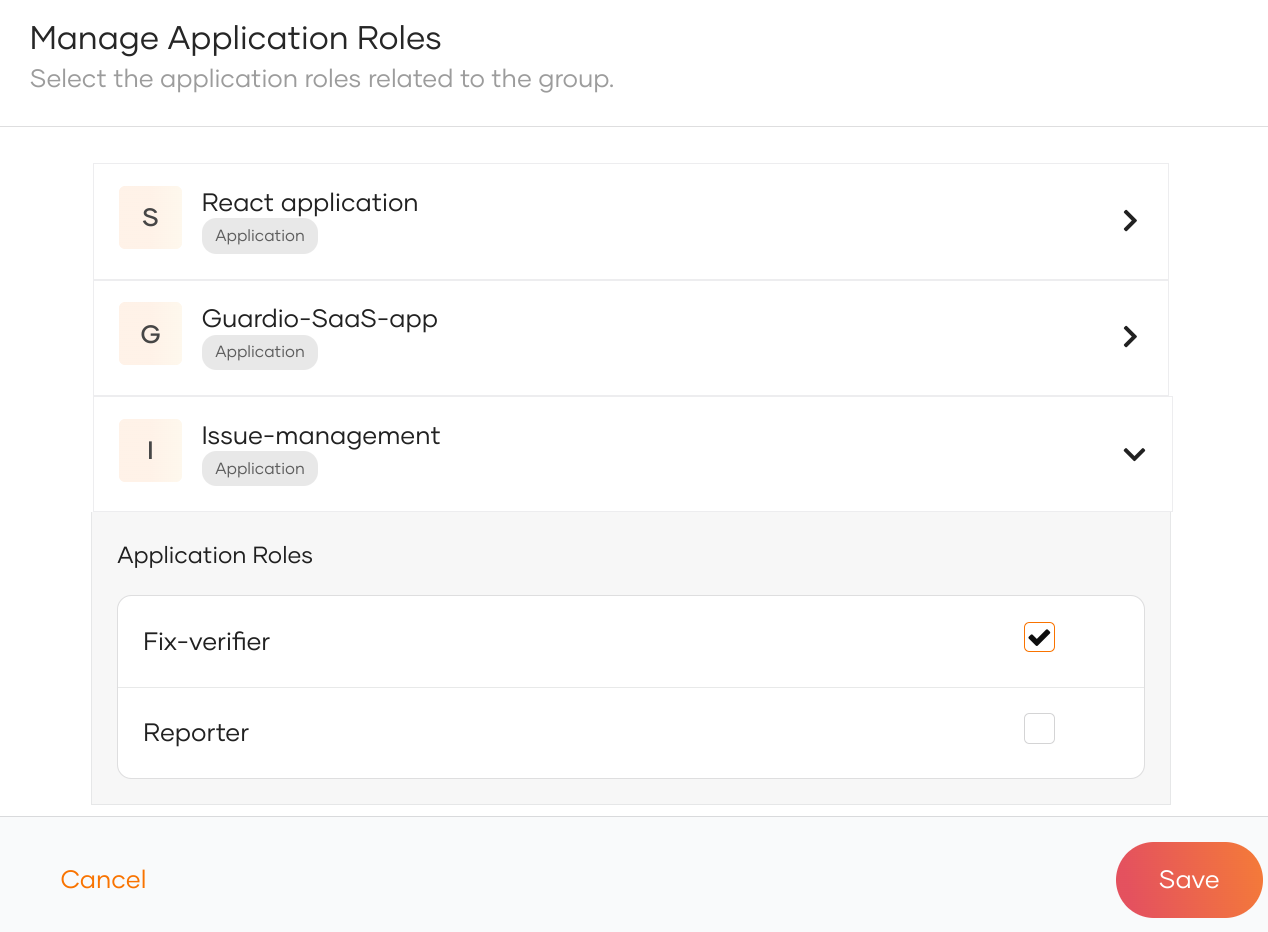 Manage Application Roles
Select the application roles related to the group.
S
React application
Application
G
Guardio-SaaS-app
Application
I
Issue-management
Application
Application Roles
Fix-verifier
Reporter
Cancel
Save